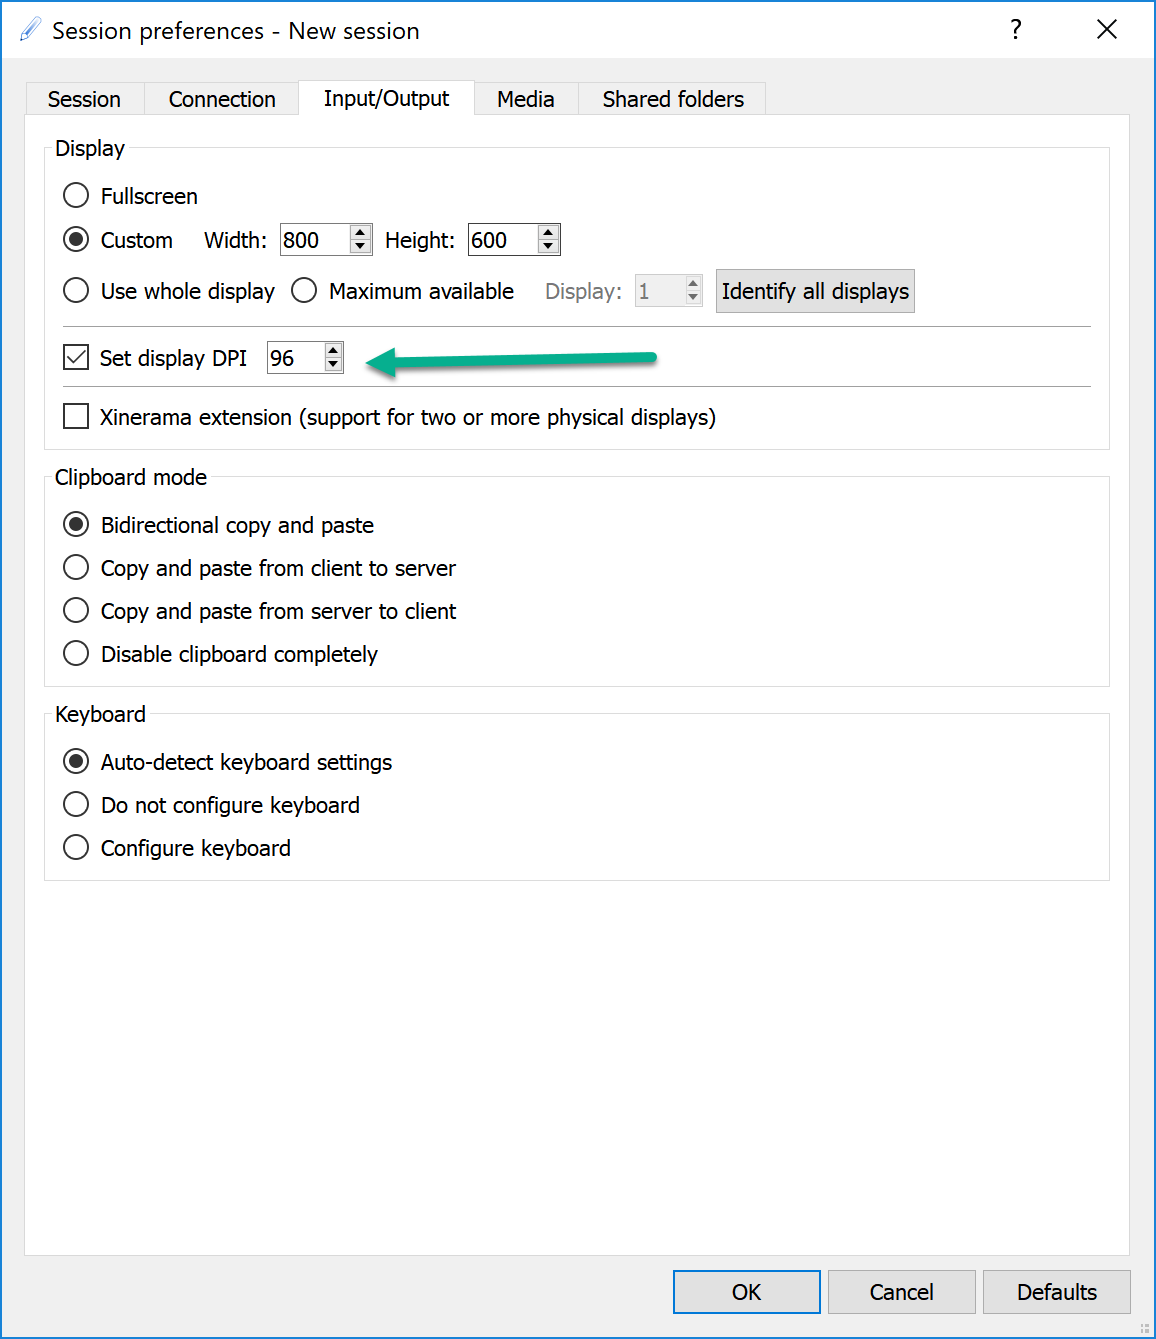 Session preferences - New session ?
Session Connection Input/Output Media Shared folders
Display
Fullscreen
Custom Width: 800 Height: 600
Use whole display Maximum available Display: 1 Identify all displays
Set display DPI 96
Xinerama extension (support for two or more physical displays)
Clipboard mode
Bidirectional copy and paste
Copy and paste from client to server
Copy and paste from server to client
Disable clipboard completely
Keyboard
Auto-detect keyboard settings
Do not configure keyboard
Configure keyboard
OK Cancel Defaults